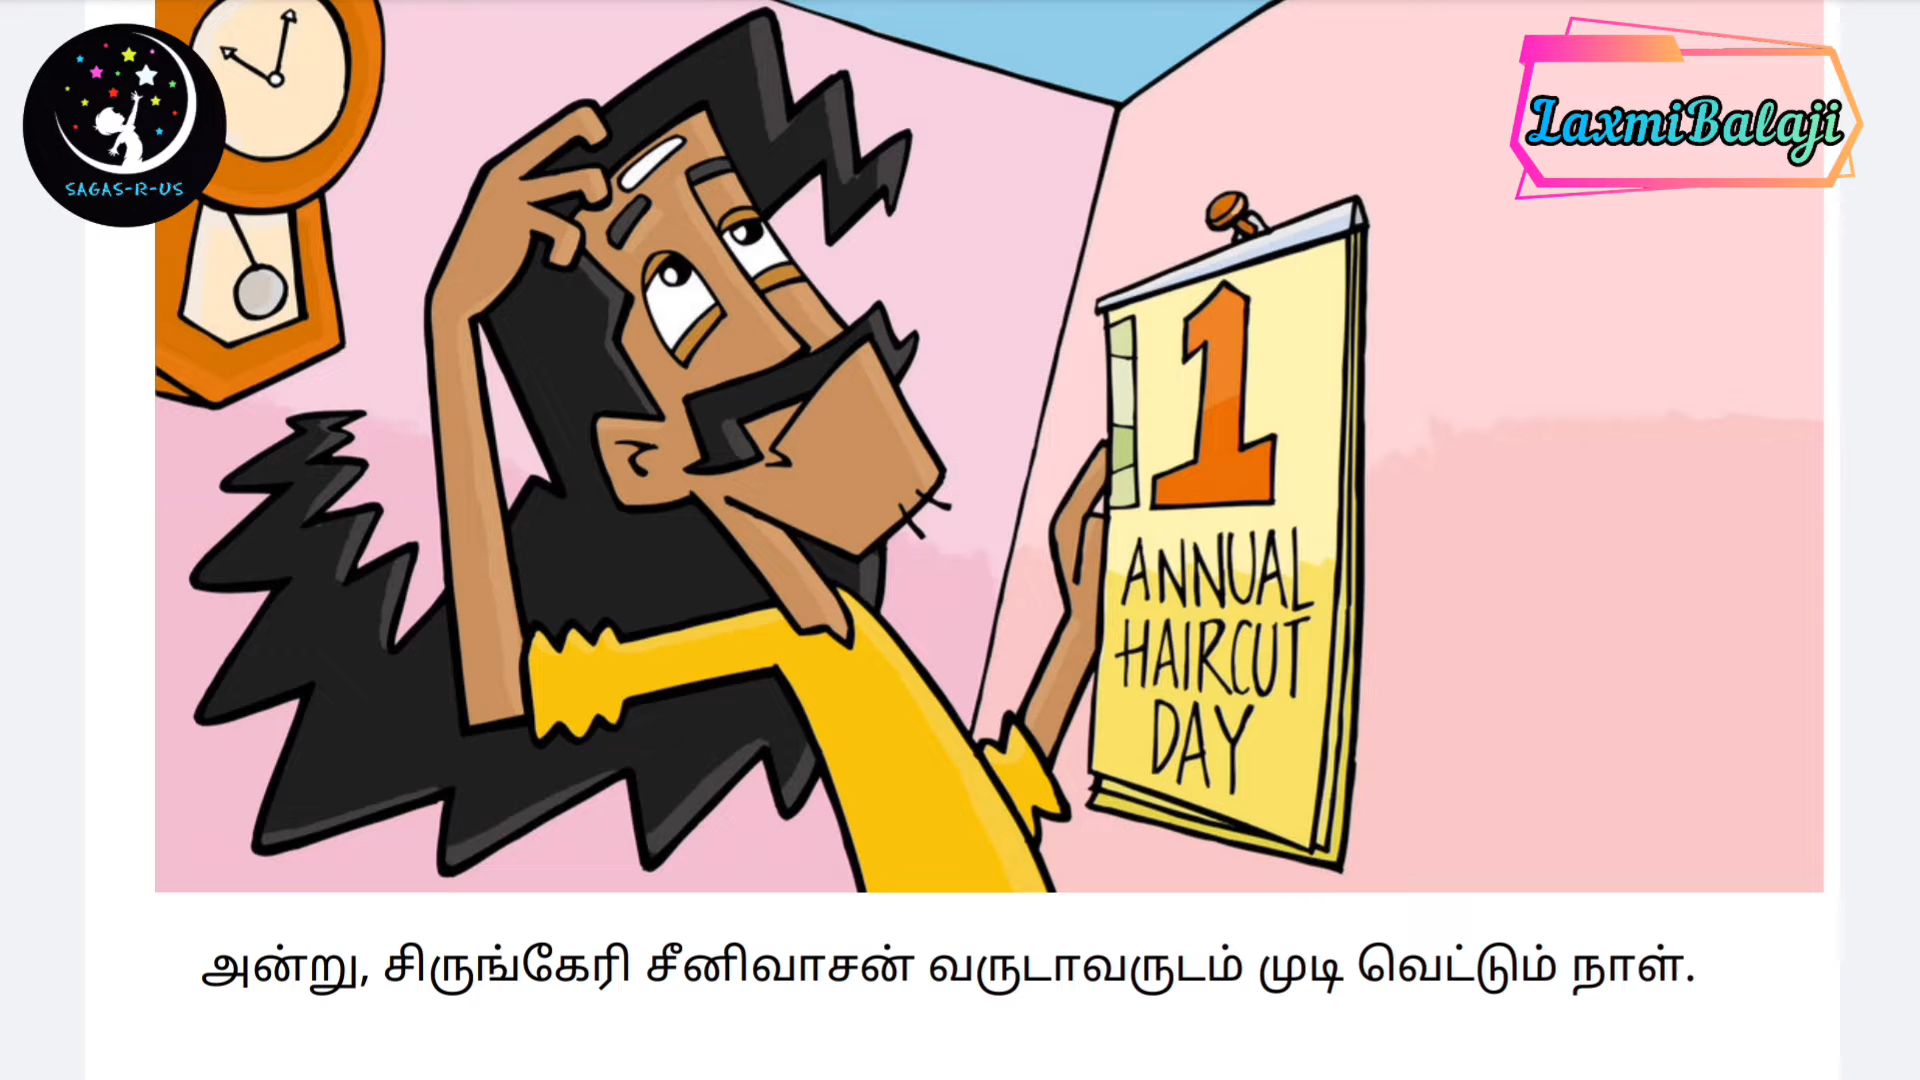 SAGAS-R-US
LaxmiBalaji
1
ANNUAL
HAIRCUT
DAY
அன்று, சிருங்கேரி சீனிவாசன் வருடாவருடம் முடி வெட்டும் நாள்.